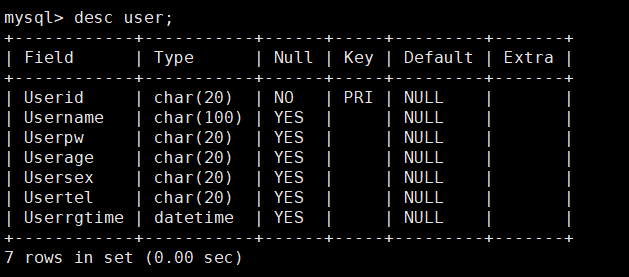 mysql> desc user;
+------------+-----------+------+-----+---------+-------+
| Field      | Type      | Null | Key | Default | Extra |
+------------+-----------+------+-----+---------+-------+
| Userid     | char(20)  | NO   | PRI | NULL    |       |
| Username   | char(100) | YES  |     | NULL    |       |
| Userpw     | char(20)  | YES  |     | NULL    |       |
| Userage    | char(20)  | YES  |     | NULL    |       |
| Usersex    | char(20)  | YES  |     | NULL    |       |
| Usertel    | char(20)  | YES  |     | NULL    |       |
| Userrgtime | datetime  | YES  |     | NULL    |       |
+------------+-----------+------+-----+---------+-------+
7 rows in set (0.00 sec)